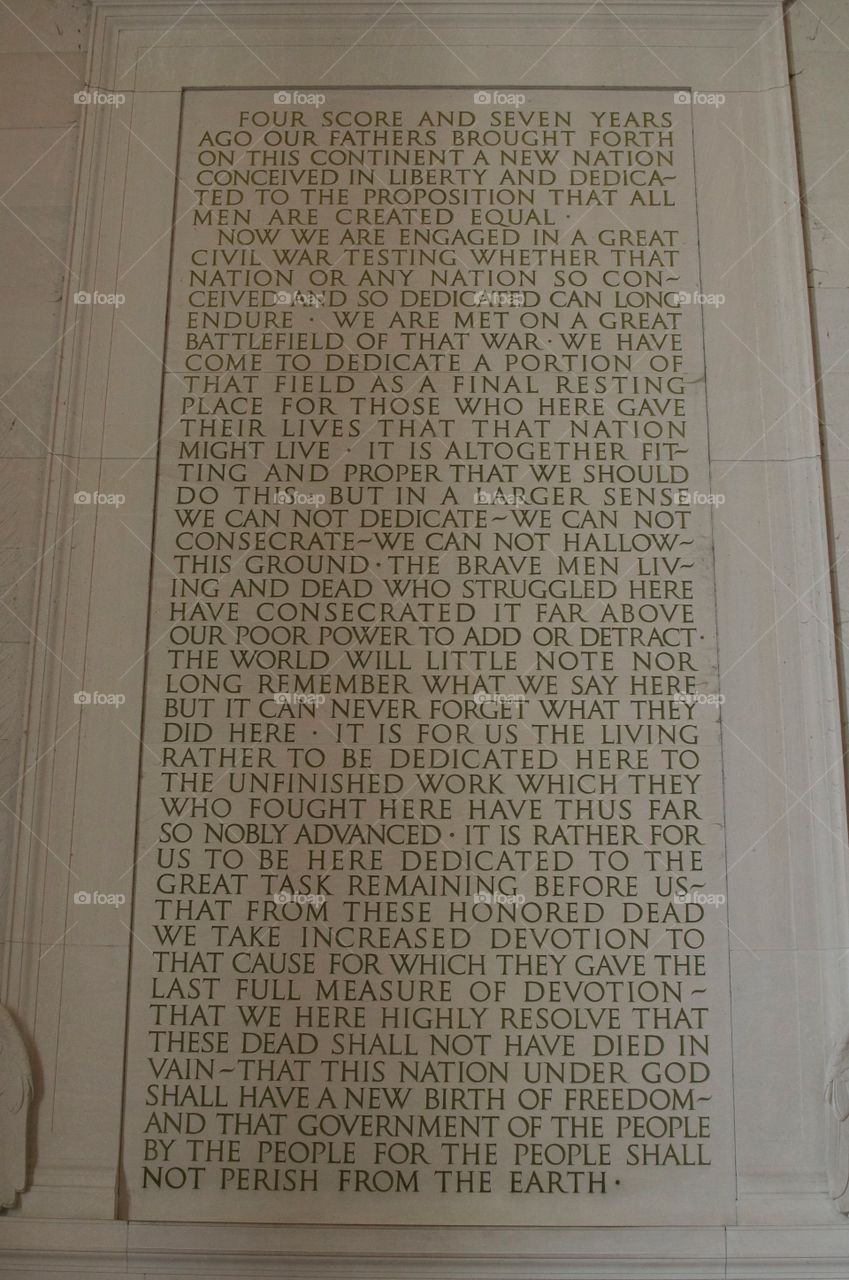 FOUR SCORE AND SEVEN YEARS
AGO OUR FATHERS BROUGHT FORTH
ON THIS CONTINENT A NEW NATION
CONCEIVED IN LIBERTY AND DEDICA~
TED TO THE PROPOSITION THAT ALL
MEN ARE CREATED EQUAL ·
NOW WE ARE ENGAGED IN A GREAT
CIVIL WAR TESTING WHETHER THAT
NATION OR ANY NATION SO CON~
CEIVED AND SO DEDICATED CAN LONG
ENDURE · WE ARE MET ON A GREAT
BATTLEFIELD OF THAT WAR · WE HAVE
COME TO DEDICATE A PORTION OF
THAT FIELD AS A FINAL RESTING
PLACE FOR THOSE WHO HERE GAVE
THEIR LIVES THAT THAT NATION
MIGHT LIVE · IT IS ALTOGETHER FIT~
TING AND PROPER THAT WE SHOULD
DO THIS · BUT IN A LARGER SENSE
WE CAN NOT DEDICATE~WE CAN NOT
CONSECRATE~WE CAN NOT HALLOW~
THIS GROUND · THE BRAVE MEN LIV~
ING AND DEAD WHO STRUGGLED HERE
HAVE CONSECRATED IT FAR ABOVE
OUR POOR POWER TO ADD OR DETRACT ·
THE WORLD WILL LITTLE NOTE NOR
LONG REMEMBER WHAT WE SAY HERE
BUT IT CAN NEVER FORGET WHAT THEY
DID HERE · IT IS FOR US THE LIVING
RATHER TO BE DEDICATED HERE TO
THE UNFINISHED WORK WHICH THEY
WHO FOUGHT HERE HAVE THUS FAR
SO NOBLY ADVANCED · IT IS RATHER FOR
US TO BE HERE DEDICATED TO THE
GREAT TASK REMAINING BEFORE US~
THAT FROM THESE HONORED DEAD
WE TAKE INCREASED DEVOTION TO
THAT CAUSE FOR WHICH THEY GAVE THE
LAST FULL MEASURE OF DEVOTION~
THAT WE HERE HIGHLY RESOLVE THAT
THESE DEAD SHALL NOT HAVE DIED IN
VAIN~THAT THIS NATION UNDER GOD
SHALL HAVE A NEW BIRTH OF FREEDOM~
AND THAT GOVERNMENT OF THE PEOPLE
BY THE PEOPLE FOR THE PEOPLE SHALL
NOT PERISH FROM THE EARTH ·